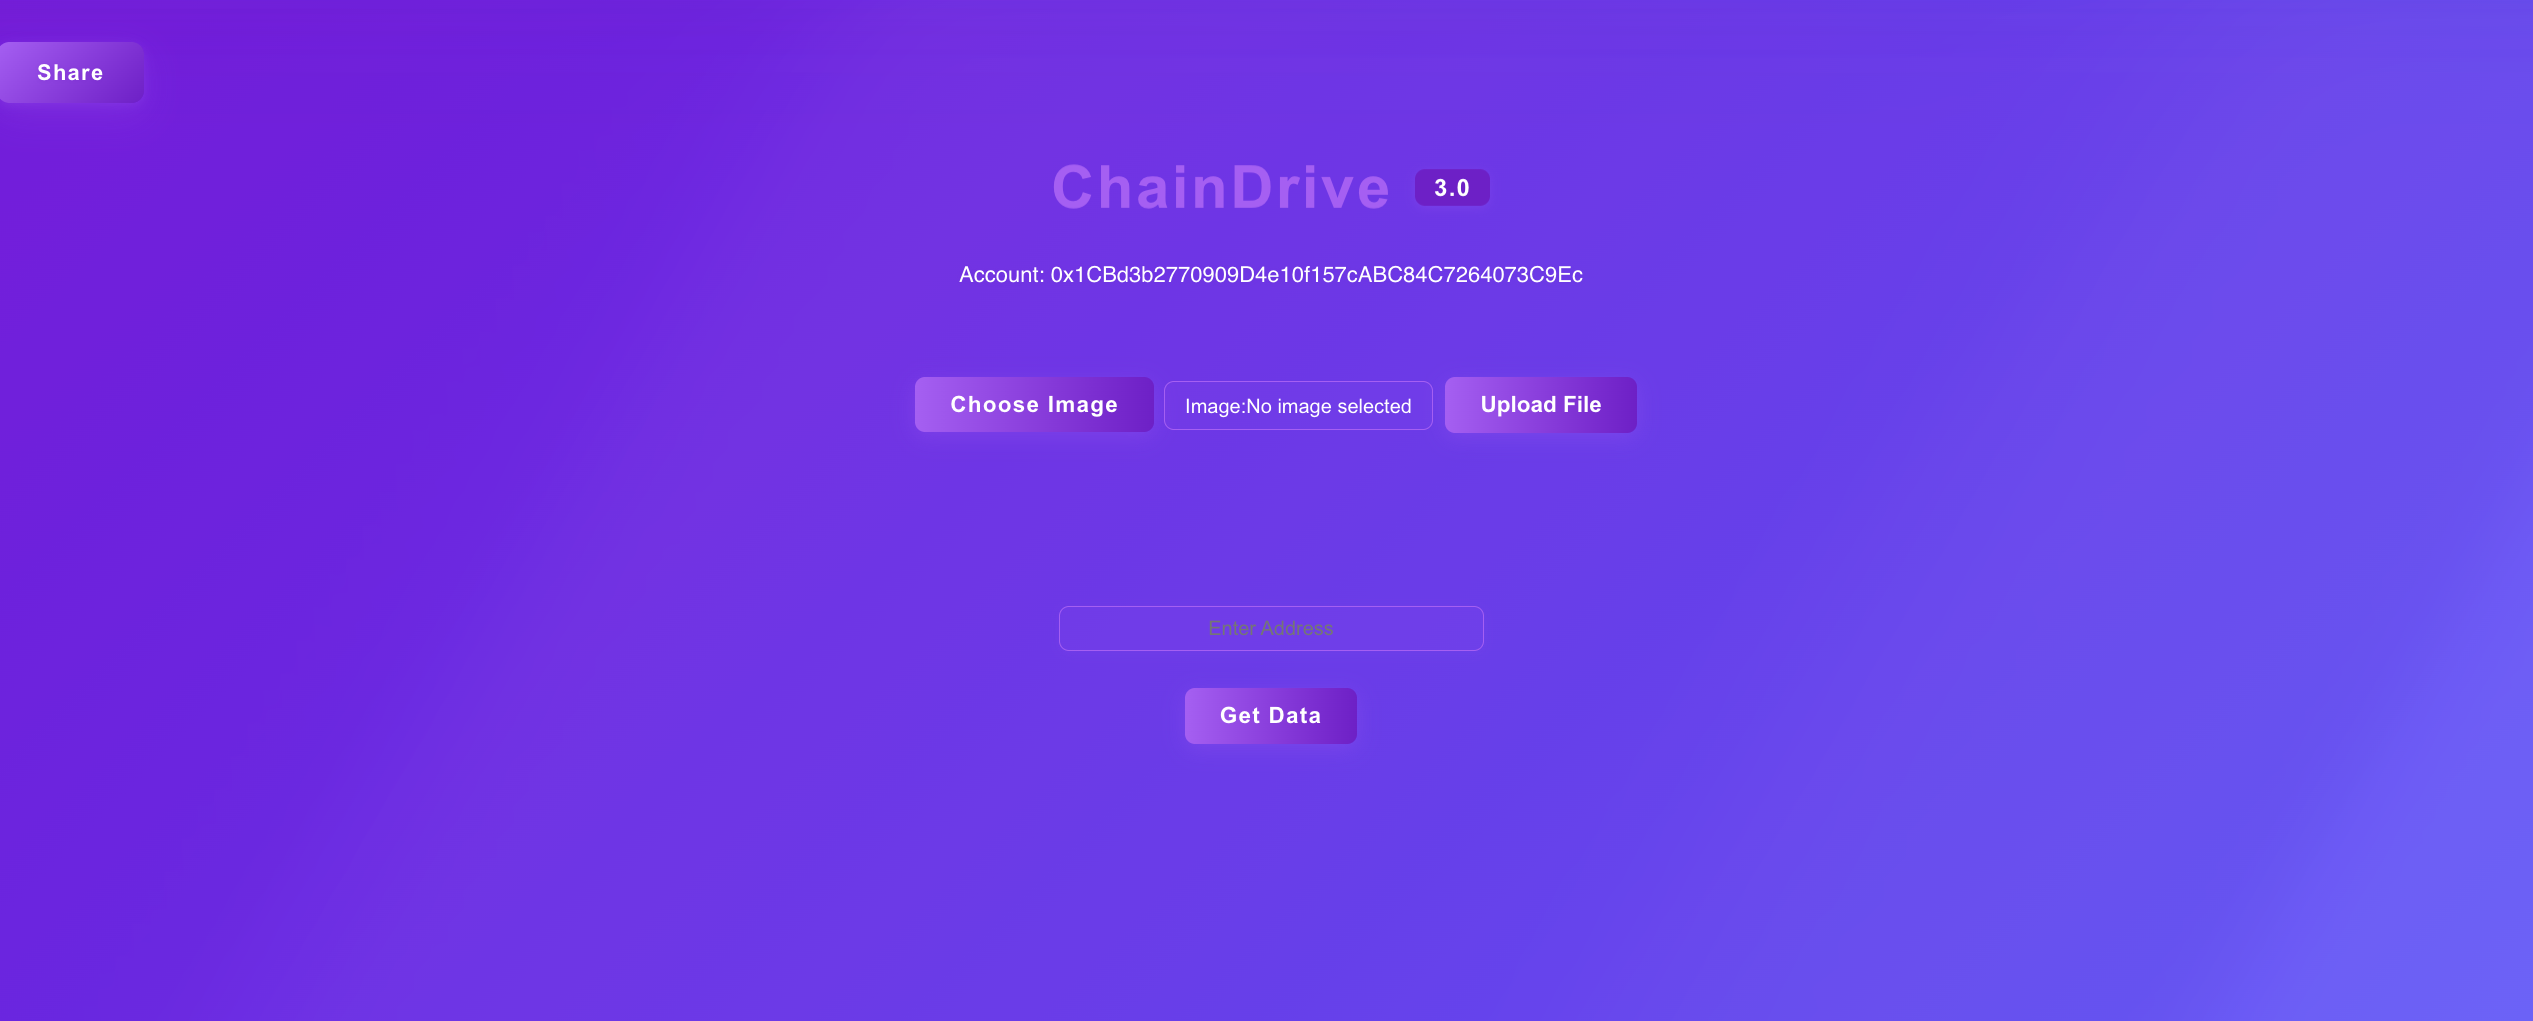 Share
ChainDrive 3.0
Account: 0x1CBd3b2770909D4e10f157cABC84C7264073C9Ec
Choose Image Image:No image selected Upload File
Enter Address
Get Data